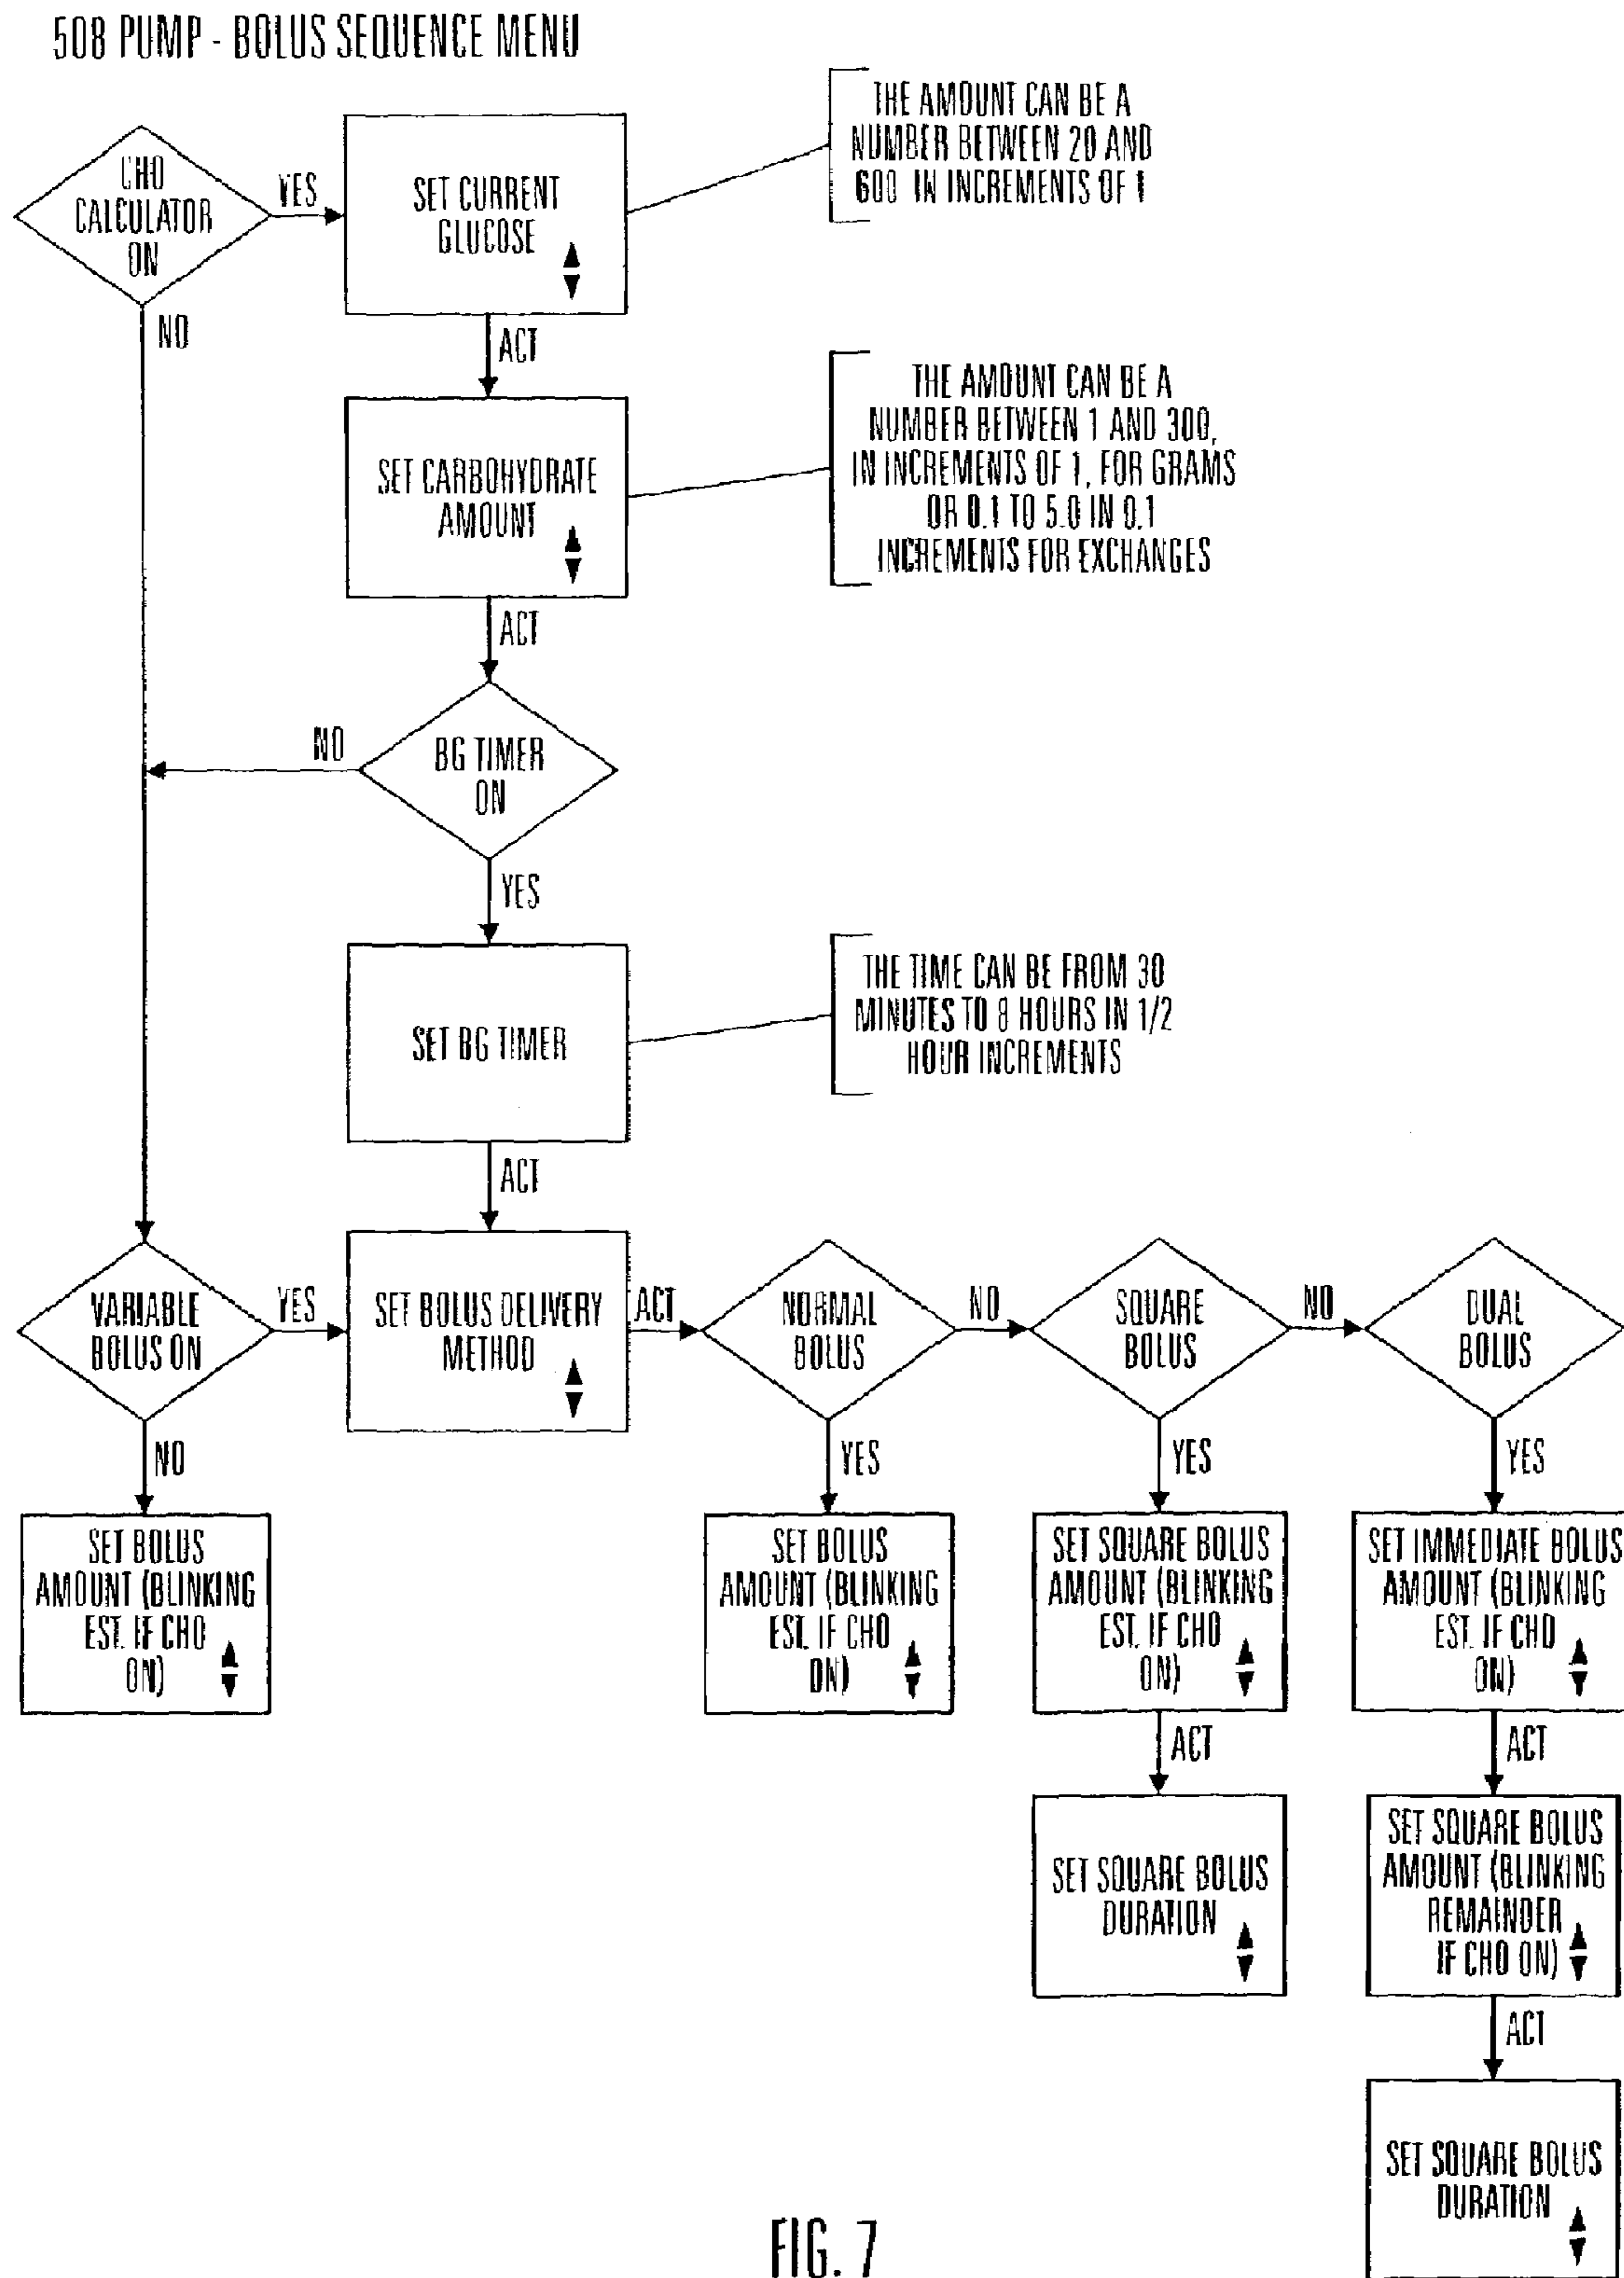 508 PUMP - BOLUS SEQUENCE MENU
CHO
CALCULATOR
ON
YES
NO
SET CURRENT
GLUCOSE
THE AMOUNT CAN BE A
NUMBER BETWEEN 20 AND
600 IN INCREMENTS OF 1
ACT
SET CARBOHYDRATE
AMOUNT
THE AMOUNT CAN BE A
NUMBER BETWEEN 1 AND 300,
IN INCREMENTS OF 1, FOR GRAMS
OR 0.1 TO 5.0 IN 0.1
INCREMENTS FOR EXCHANGES
ACT
BG TIMER
ON
NO
YES
SET BG TIMER
THE TIME CAN BE FROM 30
MINUTES TO 8 HOURS IN 1/2
HOUR INCREMENTS
ACT
VARIABLE
BOLUS ON
YES
SET BOLUS DELIVERY
METHOD
ACT
NORMAL
BOLUS
NO
SQUARE
BOLUS
NO
DUAL
BOLUS
NO
YES
YES
YES
SET BOLUS
AMOUNT (BLINKING
EST. IF CHO
ON)
SET BOLUS
AMOUNT (BLINKING
EST. IF CHO
ON)
SET SQUARE BOLUS
AMOUNT (BLINKING
EST. IF CHO
ON)
SET IMMEDIATE BOLUS
AMOUNT (BLINKING
EST. IF CHO
ON)
ACT
ACT
SET SQUARE BOLUS
DURATION
SET SQUARE BOLUS
AMOUNT (BLINKING
REMAINDER
IF CHO ON)
ACT
SET SQUARE BOLUS
DURATION
FIG. 7